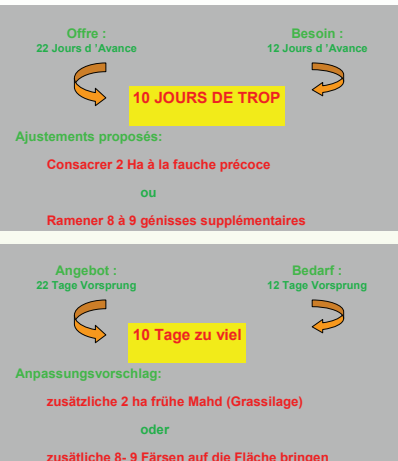 Offre : Besoin :
22 Jours d 'Avance 12 Jours d 'Avance
10 JOURS DE TROP
Ajustements proposés:
Consacrer 2 Ha à la fauche précoce
ou
Ramener 8 à 9 génisses supplémentaires
Angebot : Bedarf :
22 Tage Vorsprung 12 Tage Vorsprung
10 Tage zu viel
Anpassungsvorschlag:
zusätzliche 2 ha frühe Mahd (Grassilage)
oder
zusätliche 8- 9 Färsen auf die Fläche bringen